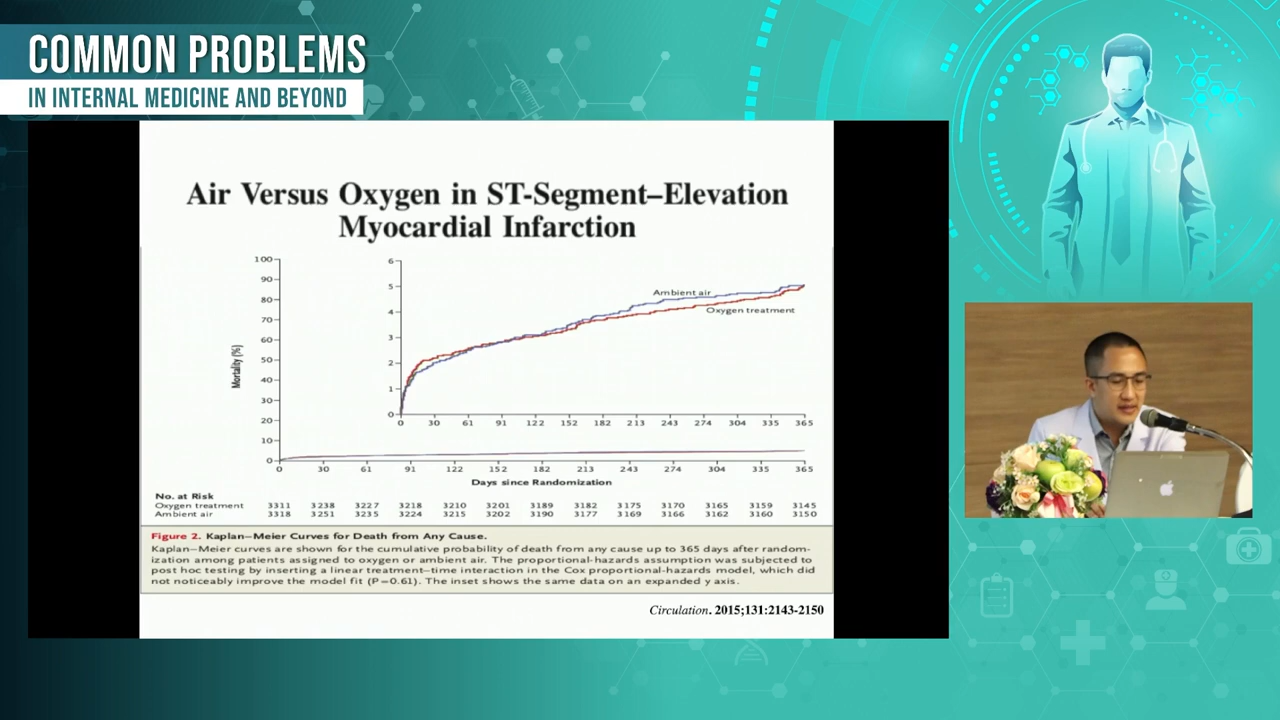 COMMON PROBLEMS
IN INTERNAL MEDICINE AND BEYOND
Air Versus Oxygen in ST-Segment–Elevation
Myocardial Infarction
Mortality (%)
100
90
80
70
60
50
40
30
20
10
0
0 30 61 91 122 152 182 213 243 274 304 335 365
6
5
4
3
2
1
0
0 30 61 91 122 152 182 213 243 274 304 335 365
Ambient air
Oxygen treatment
Days since Randomization
No. at Risk
Oxygen treatment 3311 3238 3227 3218 3210 3201 3189 3182 3175 3170 3165 3159 3145
Ambient air 3318 3251 3235 3224 3215 3202 3190 3177 3169 3166 3162 3160 3150
Figure 2. Kaplan–Meier Curves for Death from Any Cause.
Kaplan–Meier curves are shown for the cumulative probability of death from any cause up to 365 days after random-
ization among patients assigned to oxygen or ambient air. The proportional-hazards assumption was subjected to
post hoc testing by inserting a linear treatment–time interaction in the Cox proportional-hazards model, which did
not noticeably improve the model fit (P=0.61). The inset shows the same data on an expanded y axis.
Circulation. 2015;131:2143-2150